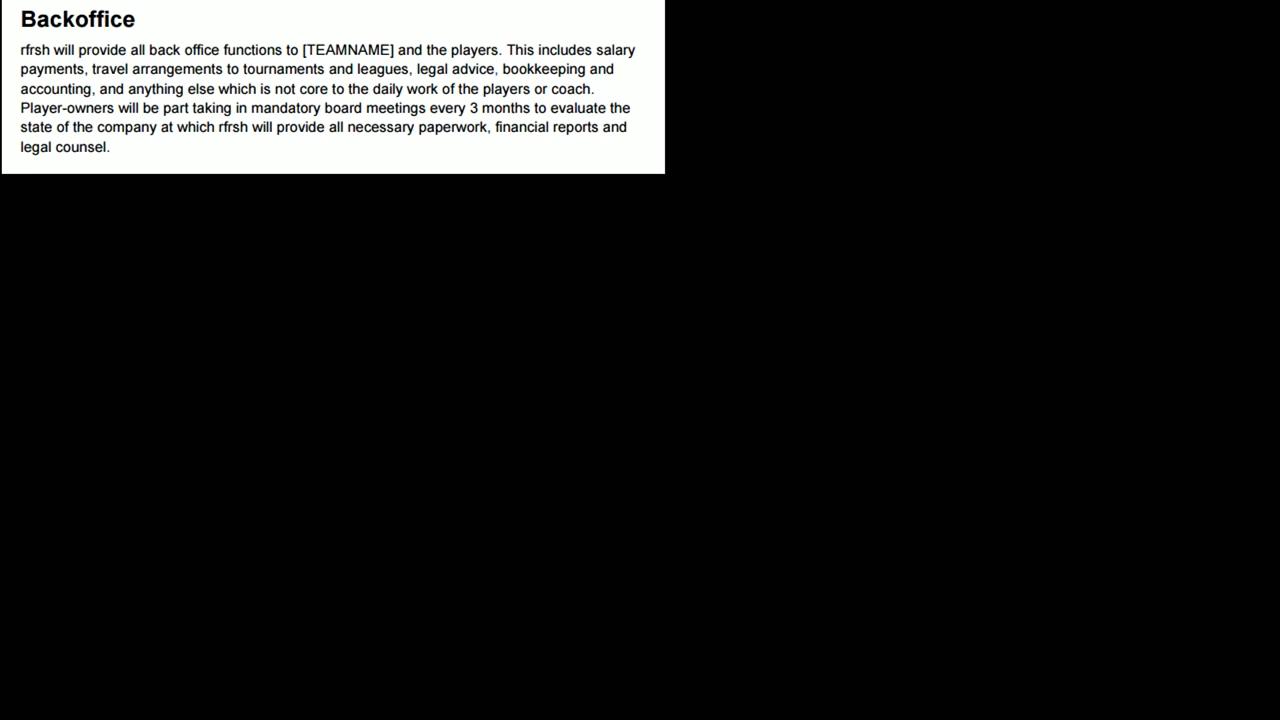 Backoffice
rfrsh will provide all back office functions to [TEAMNAME] and the players. This includes salary
payments, travel arrangements to tournaments and leagues, legal advice, bookkeeping and
accounting, and anything else which is not core to the daily work of the players or coach.
Player-owners will be part taking in mandatory board meetings every 3 months to evaluate the
state of the company at which rfrsh will provide all necessary paperwork, financial reports and
legal counsel.